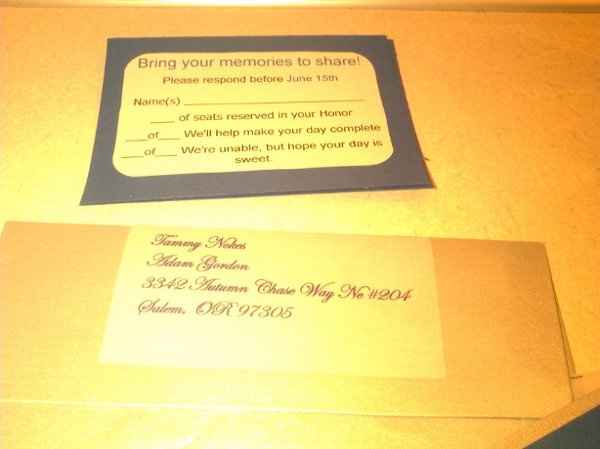 Bring your memories to share!
Please respond before June 15th
Name(s) ____________________
___ of seats reserved in your Honor
___of___ We'll help make your day complete
___of___ We're unable, but hope your day is
sweet.
Tammy Nokes
Adam Gordon
3342 Autumn Chase Way Ne #204
Salem, OR 97305